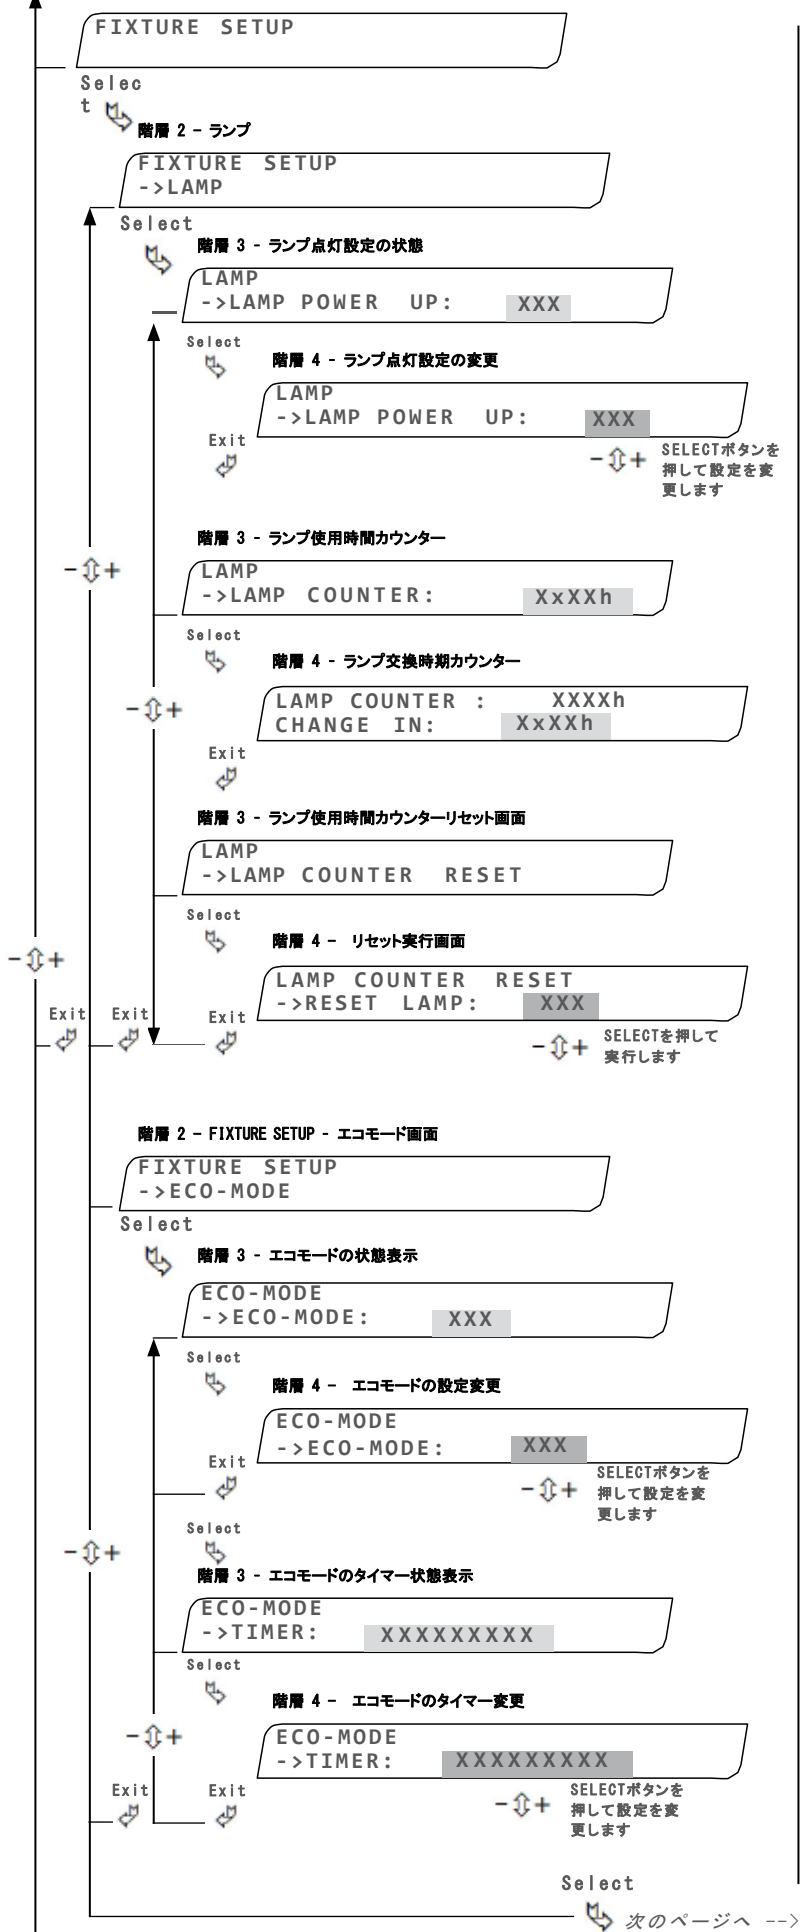 FIXTURE SETUP
Selec
t
階層 2 - ランプ
FIXTURE SETUP
->LAMP
Select
階層 3 - ランプ点灯設定の状態
LAMP
->LAMP POWER UP: XXX
Select
階層 4 - ランプ点灯設定の変更
LAMP
->LAMP POWER UP: XXX
Exit
-⇕+ SELECTボタンを
押して設定を変
更します
階層 3 - ランプ使用時間カウンター
-⇕+
LAMP
->LAMP COUNTER: XxXXh
Select
階層 4 - ランプ交換時期カウンター
-⇕+
LAMP COUNTER : XXXXh
CHANGE IN: XxXXh
Exit
階層 3 - ランプ使用時間カウンターリセット画面
LAMP
->LAMP COUNTER RESET
Select
階層 4 - リセット実行画面
-⇕+
LAMP COUNTER RESET
->RESET LAMP: XXX
Exit Exit Exit
-⇕+ SELECTを押して
実行します
階層 2 - FIXTURE SETUP - エコモード画面
FIXTURE SETUP
->ECO-MODE
Select
階層 3 - エコモードの状態表示
ECO-MODE
->ECO-MODE: XXX
Select
階層 4 - エコモードの設定変更
ECO-MODE
->ECO-MODE: XXX
Exit
-⇕+ SELECTボタンを
押して設定を変
更します
Select
-⇕+
階層 3 - エコモードのタイマー状態表示
ECO-MODE
->TIMER: XXXXXXXXX
Select
階層 4 - エコモードのタイマー変更
-⇕+
ECO-MODE
->TIMER: XXXXXXXXX
Exit Exit
-⇕+ SELECTボタンを
押して設定を変
更します
Select
次のページへ -->